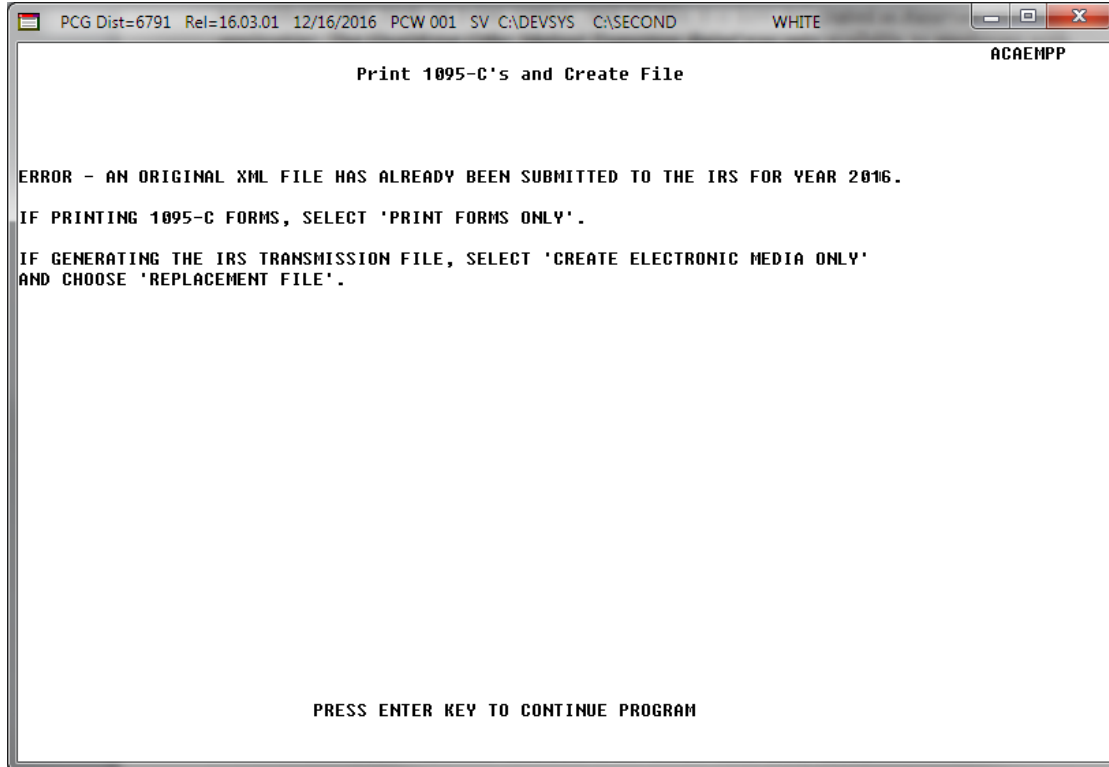 PCG Dist=6791 Rel=16.03.01 12/16/2016 PCW 001 SV C:\DEVSYS C:\SECOND WHITE
ACAEMPP
Print 1095-C's and Create File
ERROR - AN ORIGINAL XML FILE HAS ALREADY BEEN SUBMITTED TO THE IRS FOR YEAR 2016.
IF PRINTING 1095-C FORMS, SELECT 'PRINT FORMS ONLY'.
IF GENERATING THE IRS TRANSMISSION FILE, SELECT 'CREATE ELECTRONIC MEDIA ONLY'
AND CHOOSE 'REPLACEMENT FILE'.
PRESS ENTER KEY TO CONTINUE PROGRAM